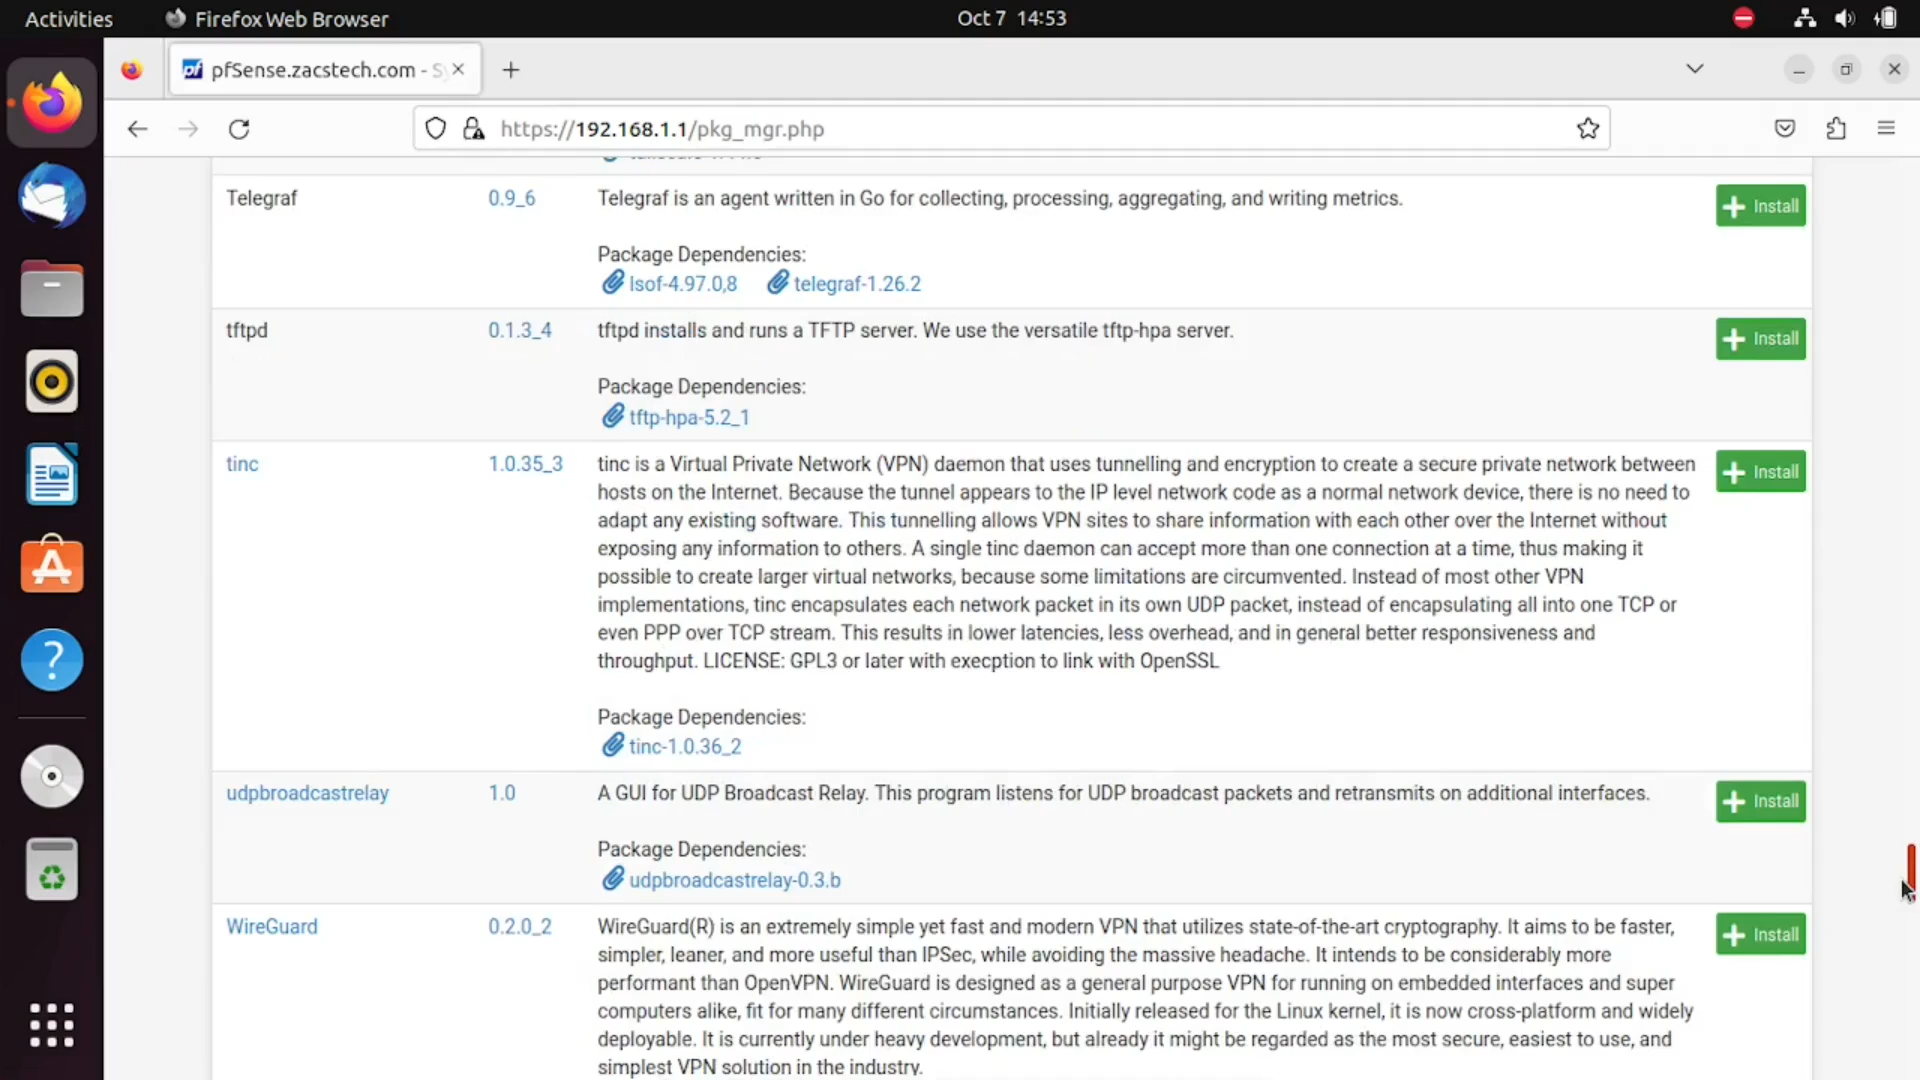 Activities
Firefox Web Browser
Oct 7 14:53
pfSense.zacstech.com - Sy
https://192.168.1.1/pkg_mgr.php
Telegraf
0.9_6
Telegraf is an agent written in Go for collecting, processing, aggregating, and writing metrics.
Install
Package Dependencies:
lsof-4.97.0,8
telegraf-1.26.2
tftpd
0.1.3_4
tftpd installs and runs a TFTP server. We use the versatile tftp-hpa server.
Install
Package Dependencies:
tftp-hpa-5.2_1
tinc
1.0.35_3
tinc is a Virtual Private Network (VPN) daemon that uses tunnelling and encryption to create a secure private network between
hosts on the Internet. Because the tunnel appears to the IP level network code as a normal network device, there is no need to
adapt any existing software. This tunnelling allows VPN sites to share information with each other over the Internet without
exposing any information to others. A single tinc daemon can accept more than one connection at a time, thus making it
possible to create larger virtual networks, because some limitations are circumvented. Instead of most other VPN
implementations, tinc encapsulates each network packet in its own UDP packet, instead of encapsulating all into one TCP or
even PPP over TCP stream. This results in lower latencies, less overhead, and in general better responsiveness and
throughput. LICENSE: GPL3 or later with execption to link with OpenSSL
Install
Package Dependencies:
tinc-1.0.36_2
udpbroadcastrelay
1.0
A GUI for UDP Broadcast Relay. This program listens for UDP broadcast packets and retransmits on additional interfaces.
Install
Package Dependencies:
udpbroadcastrelay-0.3.b
WireGuard
0.2.0_2
WireGuard(R) is an extremely simple yet fast and modern VPN that utilizes state-of-the-art cryptography. It aims to be faster,
simpler, leaner, and more useful than IPSec, while avoiding the massive headache. It intends to be considerably more
performant than OpenVPN. WireGuard is designed as a general purpose VPN for running on embedded interfaces and super
computers alike, fit for many different circumstances. Initially released for the Linux kernel, it is now cross-platform and widely
deployable. It is currently under heavy development, but already it might be regarded as the most secure, easiest to use, and
simplest VPN solution in the industry.
Install